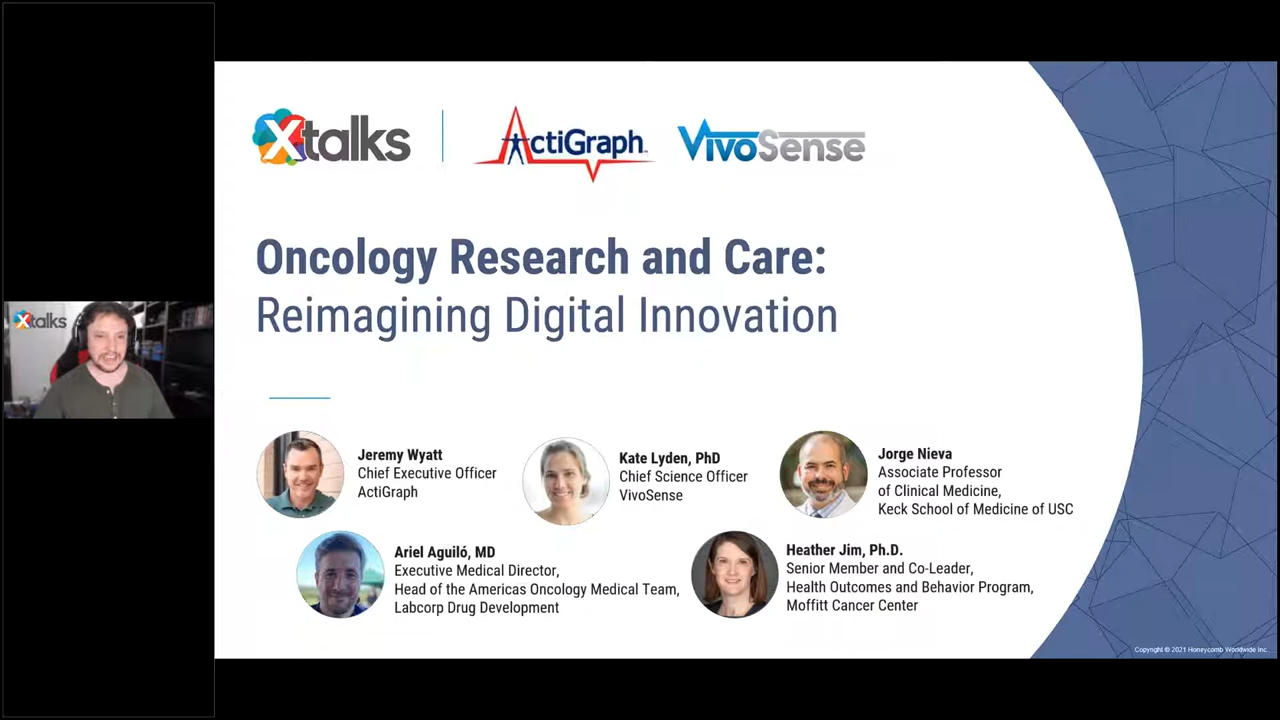 Xtalks
ActiGraph
VivoSense
Oncology Research and Care:
Reimagining Digital Innovation
Xtalks
Jeremy Wyatt
Chief Executive Officer
ActiGraph
Kate Lyden, PhD
Chief Science Officer
VivoSense
Jorge Nieva
Associate Professor
of Clinical Medicine,
Keck School of Medicine of USC
Ariel Aguiló, MD
Executive Medical Director,
Head of the Americas Oncology Medical Team,
Labcorp Drug Development
Heather Jim, Ph.D.
Senior Member and Co-Leader,
Health Outcomes and Behavior Program,
Moffitt Cancer Center
Copyright © 2021 Honeycomb Worldwide Inc.